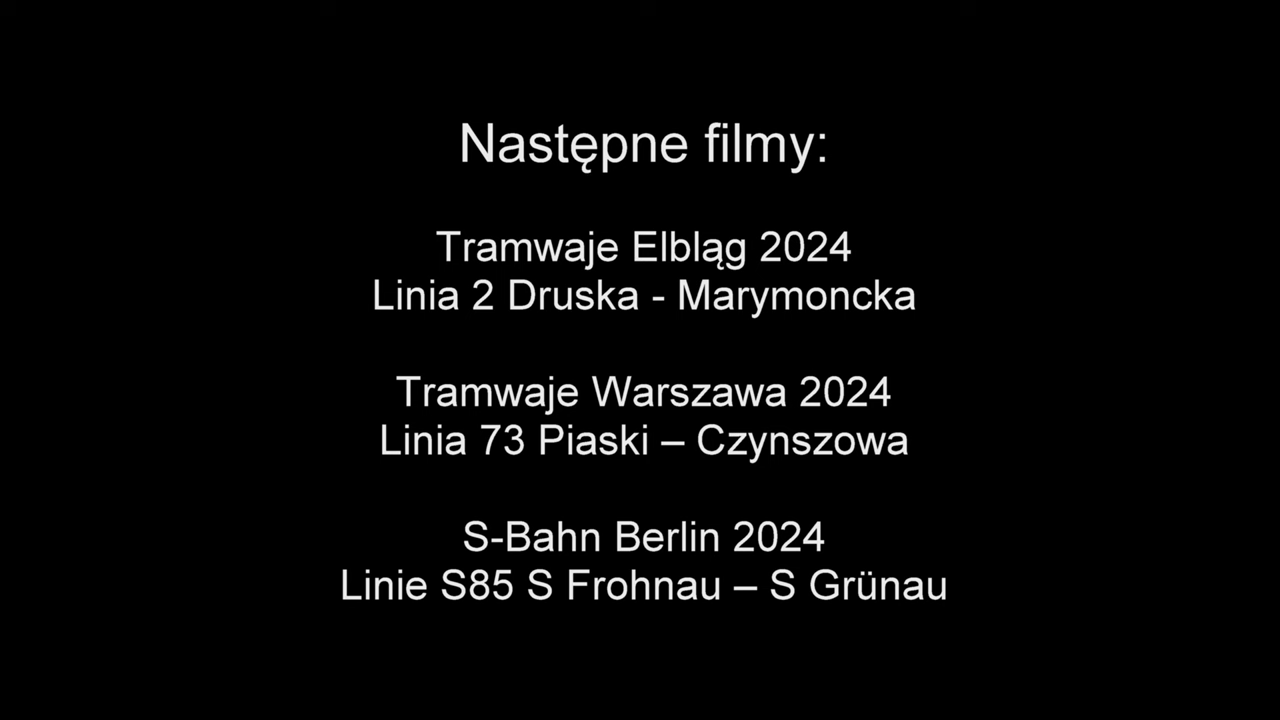 Następne filmy:
Tramwaje Elbląg 2024
Linia 2 Druska - Marymoncka
Tramwaje Warszawa 2024
Linia 73 Piaski – Czynszowa
S-Bahn Berlin 2024
Linie S85 S Frohnau – S Grünau